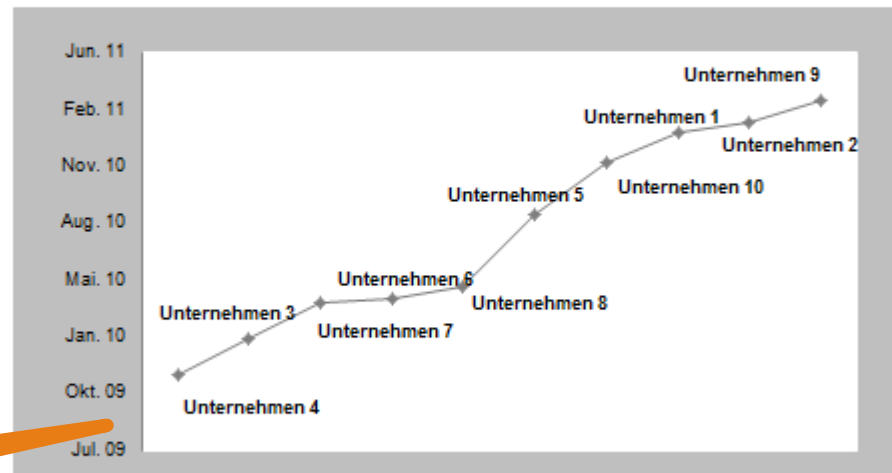 Jun. 11
Unternehmen 9
Feb. 11
Unternehmen 1
Unternehmen 2
Nov. 10
Unternehmen 10
Unternehmen 5
Aug. 10
Mai. 10
Unternehmen 6
Unternehmen 8
Unternehmen 3
Unternehmen 7
Jan. 10
Okt. 09
Unternehmen 4
Jul. 09